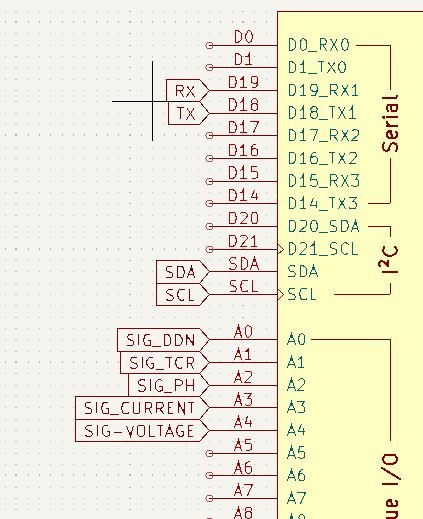 D0 D0_RX0
D1 D1_TX0
RX D19 D19_RX1
TX D18 D18_TX1
D17 D17_RX2
D16 D16_TX2
D15 D15_RX3
D14 D14_TX3
Serial
D20 D20_SDA
D21 D21_SCL
SDA SDA SDA
SCL SCL SCL
I²C
SIG_DDN A0 A0
SIG_TCR A1 A1
SIG_PH A2 A2
SIG_CURRENT A3 A3
SIG-VOLTAGE A4 A4
A5 A5
A6 A6
A7 A7
A8
ue I/O